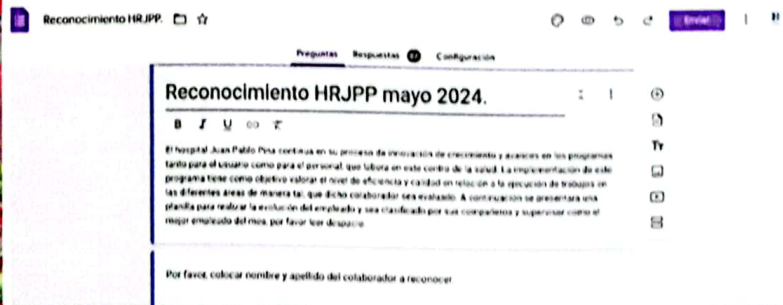 Reconocimiento HRJPP.
Enviar
Preguntas Respuestas Configuración
Reconocimiento HRJPP mayo 2024.
B I U
El hospital Juan Pablo Pina continua en su proceso de innovación de crecimiento y avances en los programas
tanto para el usuario como para el personal que labora en este centro de la salud. La implementación de este
programa tiene como objetivo valorar el nivel de eficiencia y calidad en relación a la ejecución de trabajos en
las diferentes áreas de manera tal, que dicho colaborador sea evaluado. A continuación se presentara una
planilla para realizar la evolución del empleado y sea clasificado por sus compañeros y supervisor como el
mejor empleado del mes, por favor leer despacio
Tт
Por favor, colocar nombre y apellido del colaborador a reconocer